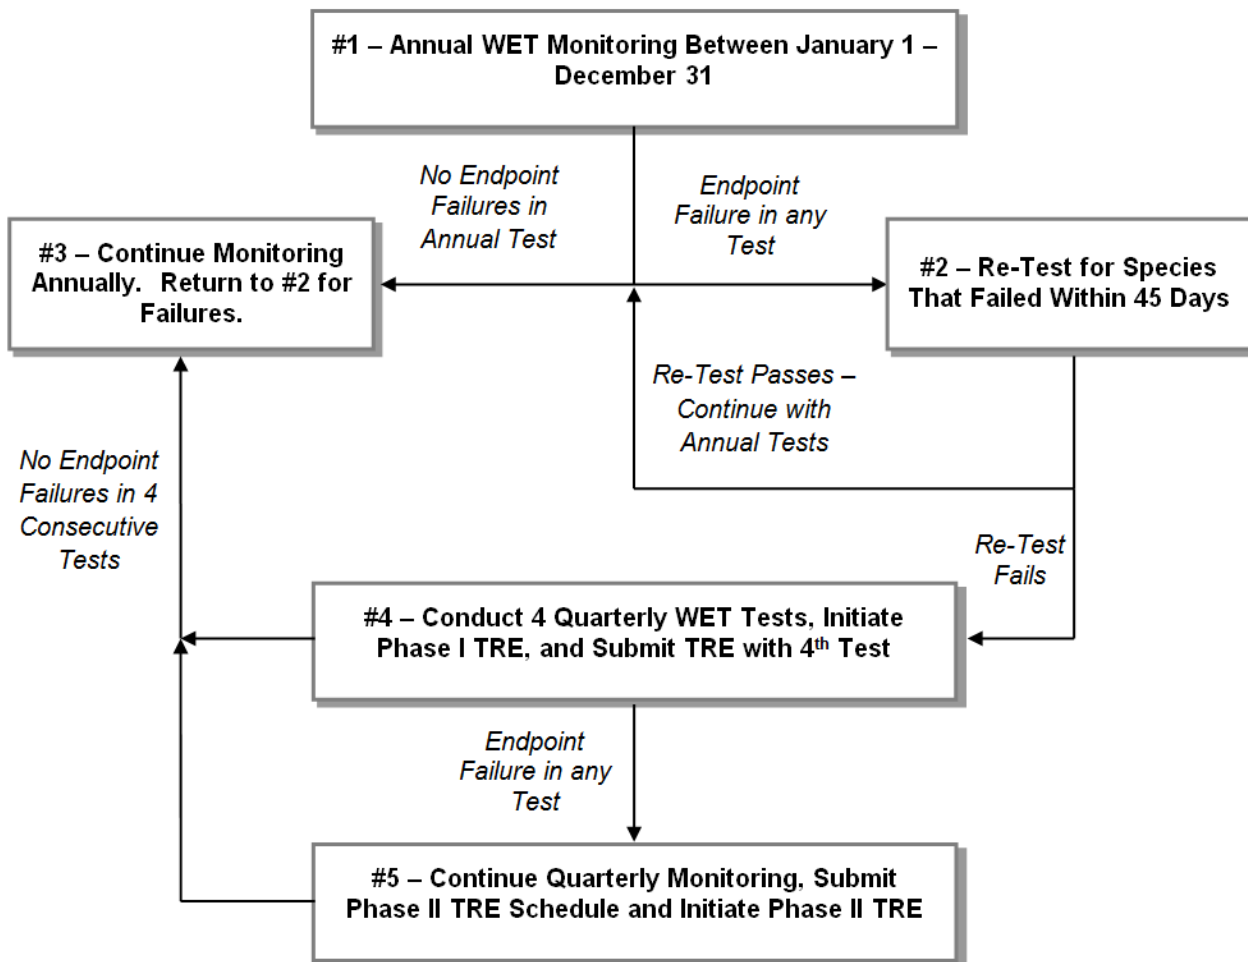 #1 – Annual WET Monitoring Between January 1 –
December 31
No Endpoint
Failures in
Annual Test
Endpoint
Failure in any
Test
#3 – Continue Monitoring
Annually.  Return to #2 for
Failures.
#2 – Re-Test for Species
That Failed Within 45 Days
Re-Test Passes –
Continue with
Annual Tests
No Endpoint
Failures in 4
Consecutive
Tests
Re-Test
Fails
#4 – Conduct 4 Quarterly WET Tests, Initiate
Phase I TRE, and Submit TRE with 4th Test
Endpoint
Failure in any
Test
#5 – Continue Quarterly Monitoring, Submit
Phase II TRE Schedule and Initiate Phase II TRE